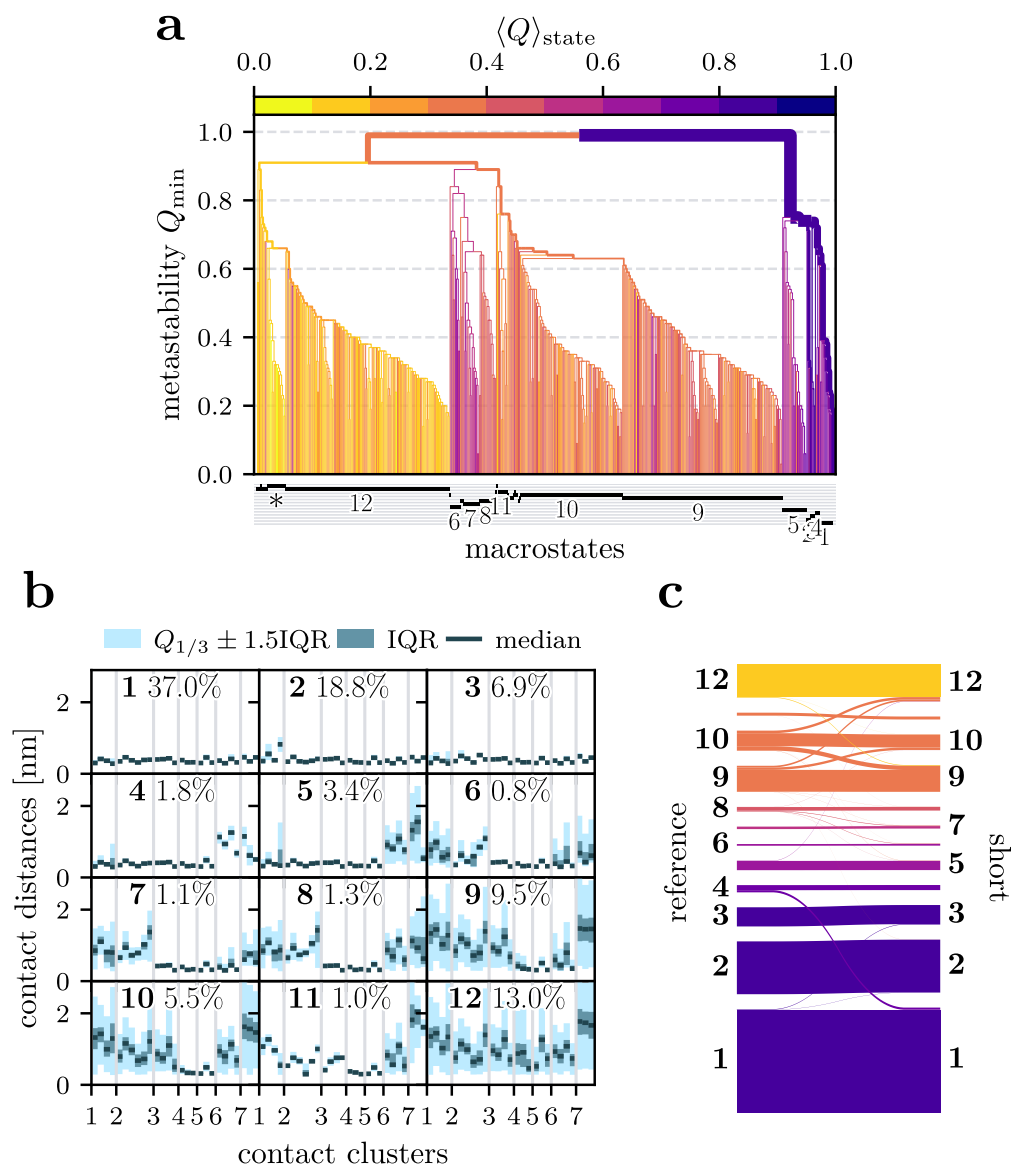 a
⟨Q⟩state
0.0 0.2 0.4 0.6 0.8 1.0
metastability Qmin
1.0
0.8
0.6
0.4
0.2
0.0
* 12 6 7 8 11 10 9 5 4 1
macrostates
b
Q1/3 ± 1.5IQR IQR median
contact distances [nm]
2
0
1 37.0% 2 18.8% 3 6.9%
2
0
4 1.8% 5 3.4% 6 0.8%
2
0
7 1.1% 8 1.3% 9 9.5%
2
0
10 5.5% 11 1.0% 12 13.0%
1 2 3 4 5 6 7 1 2 3 4 5 6 7 1 2 3 4 5 6 7
contact clusters
c
reference
12
10
9
8
6
4
3
2
1
12
10
9
7
5
3
2
1
short